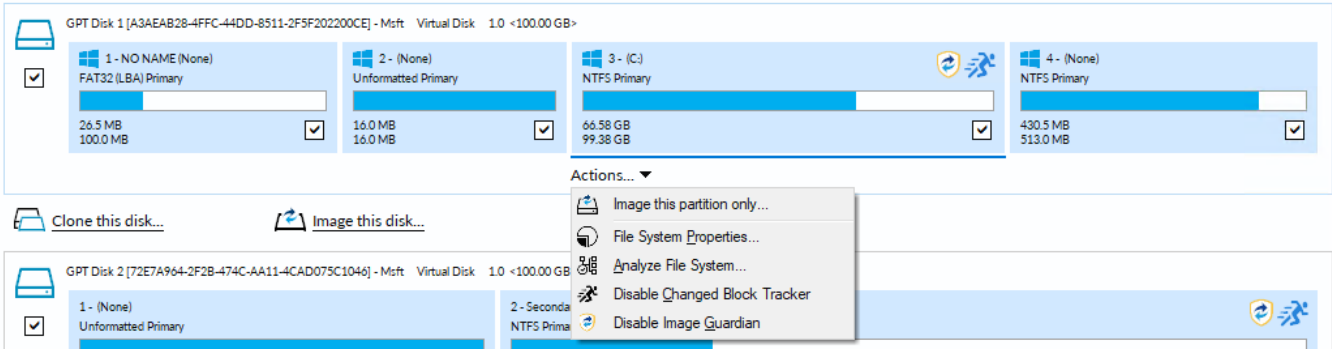 GPT Disk 1 [A3AEAB28-4FFC-44DD-8511-2F5F202200CE] - Msft Virtual Disk 1.0 <100.00 GB>
1 - NO NAME (None)
FAT32 (LBA) Primary
26.5 MB
100.0 MB
2 - (None)
Unformatted Primary
16.0 MB
16.0 MB
3 - (C:)
NTFS Primary
66.58 GB
99.38 GB
4 - (None)
NTFS Primary
430.5 MB
513.0 MB
Actions...
Image this partition only...
File System Properties...
Analyze File System...
Disable Changed Block Tracker
Disable Image Guardian
Clone this disk...
Image this disk...
GPT Disk 2 [72E7A964-2F2B-474C-AA11-4CAD075C1046] - Msft Virtual Disk 1.0 <100.00 GB
1 - (None)
Unformatted Primary
2 - Seconda
NTFS Prima